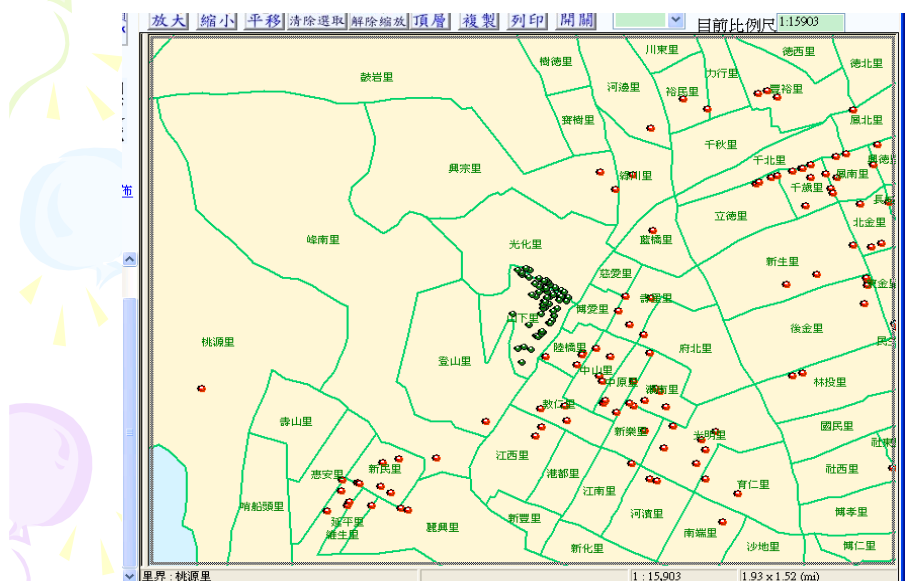 放大 縮小 平移 清除選取 解除縮放 頂層 複製 列印 開關 目前比例尺 1:15903
布
川東里
德西里
樹德里
德北里
鼓岩里
力行里
河邊里
裕民里
豐裕里
寶樹里
鳳北里
千秋里
千北里
興宗里
鳳南里
千歲里
立德里
北金里
峰南里
光化里
藍橋里
新生里
慈愛里
壽星里
博愛里
山下里
後金里
桃源里
陸橋里
府北里
登山里
中山里
中原里
林投里
敦仁里
壽山里
國民里
新樂里
光明里
江西里
惠安里
新民里
港都里
社西里
江南里
育仁里
哨船頭里
河濱里
博孝里
延平里
新豐里
麗興里
維生里
南端里
新化里
沙地里
博仁里
里界 : 桃源里 1 : 15,903 1.93 x 1.52 (mi)